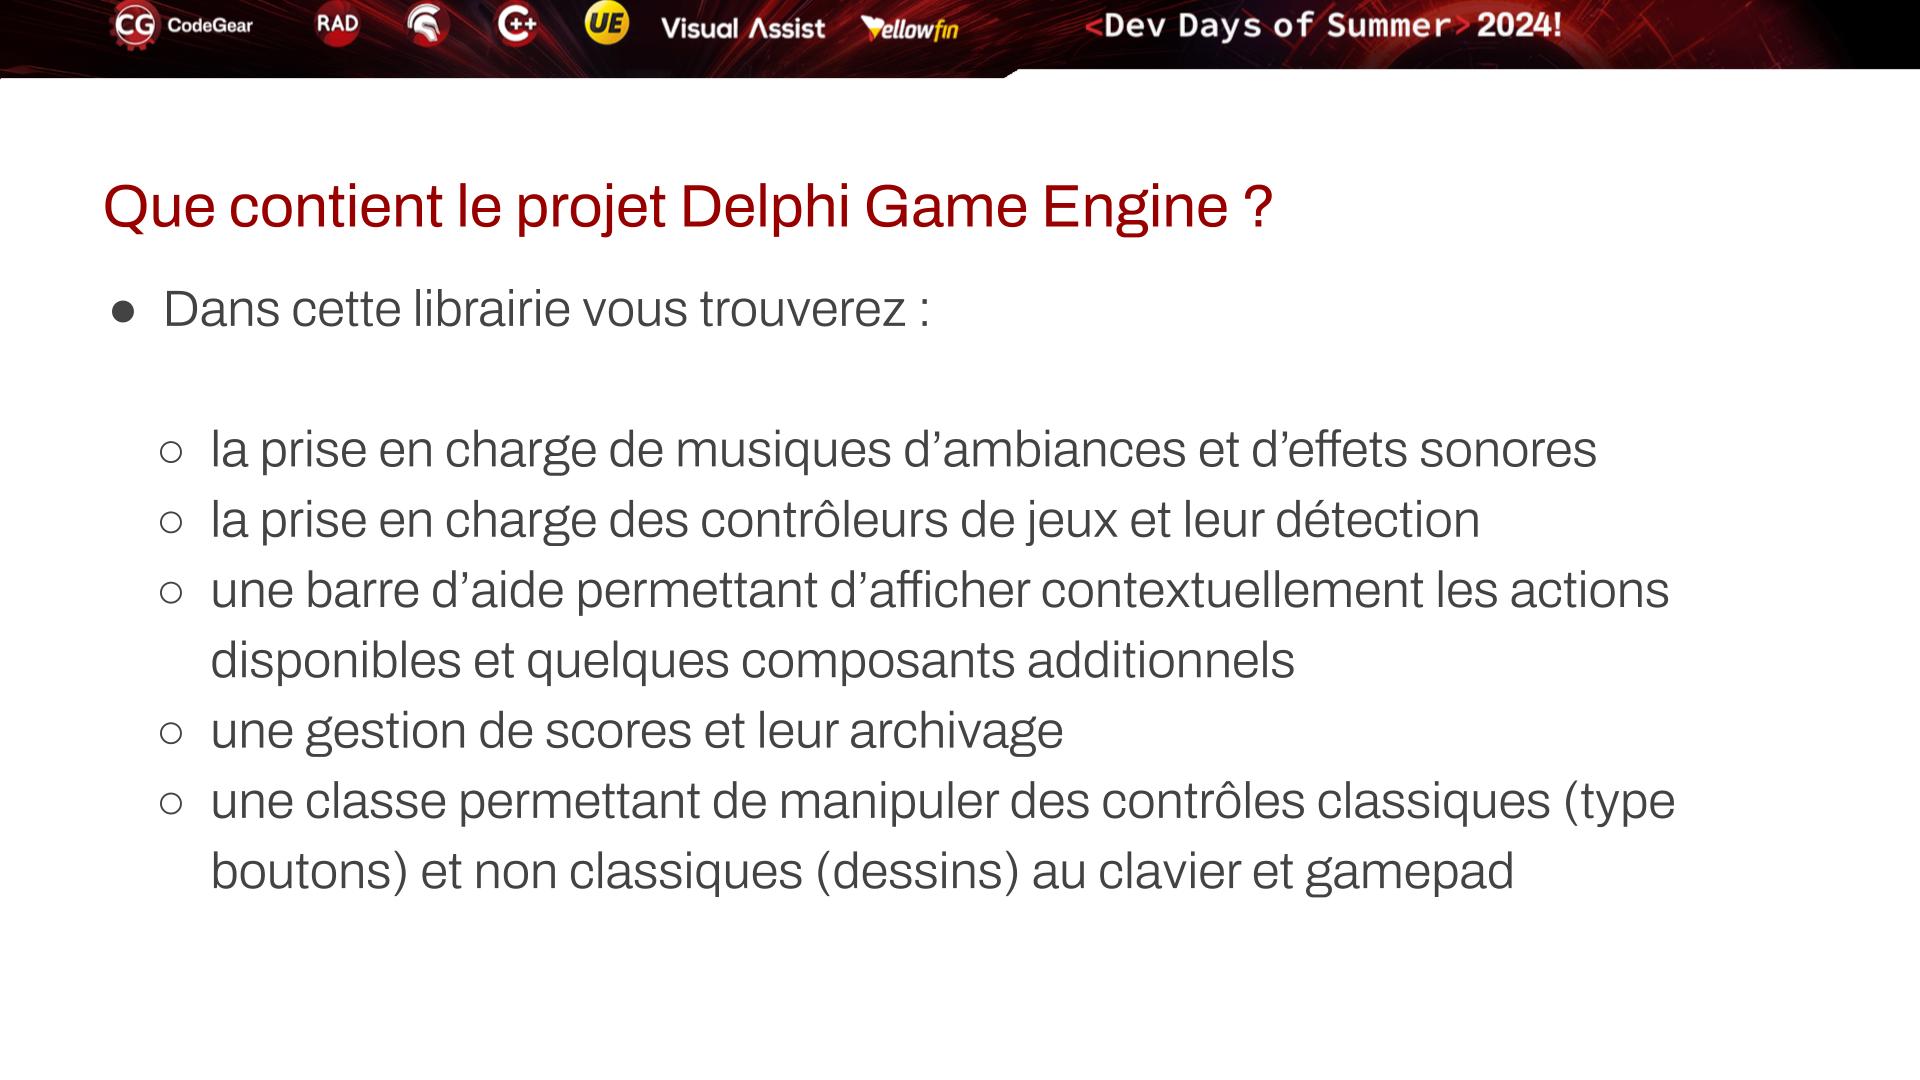 CG CodeGear RAD C++ UE Visual Assist Yellowfin <Dev Days of Summer> 2024!
Que contient le projet Delphi Game Engine ?
● Dans cette librairie vous trouverez :
○ la prise en charge de musiques d’ambiances et d’effets sonores
○ la prise en charge des contrôleurs de jeux et leur détection
○ une barre d’aide permettant d’afficher contextuellement les actions
disponibles et quelques composants additionnels
○ une gestion de scores et leur archivage
○ une classe permettant de manipuler des contrôles classiques (type
boutons) et non classiques (dessins) au clavier et gamepad